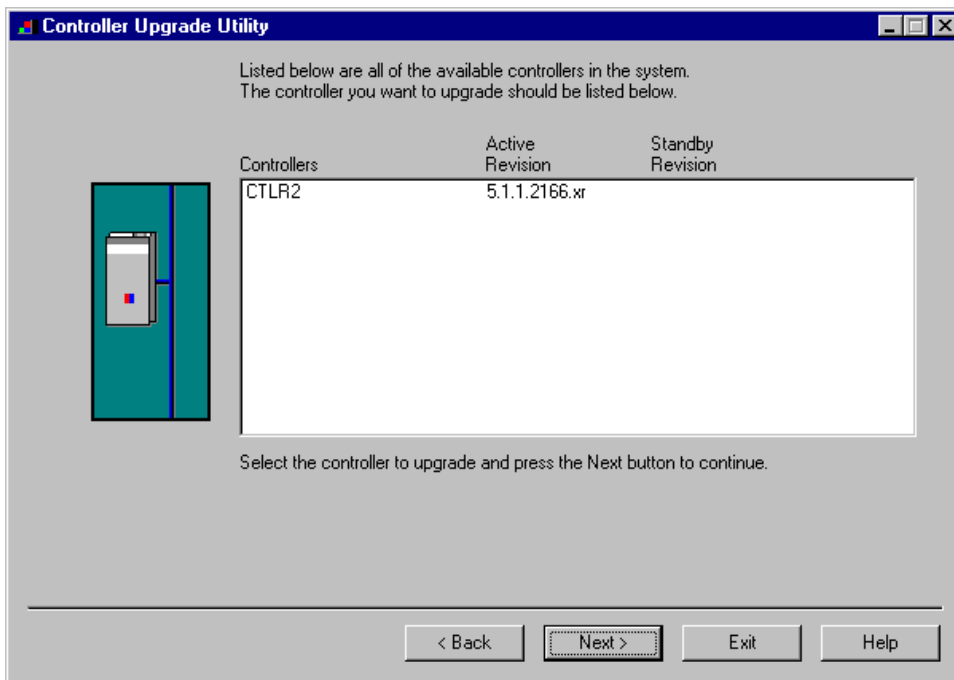 Controller Upgrade Utility
Listed below are all of the available controllers in the system.
The controller you want to upgrade should be listed below.
Controllers Active Revision Standby Revision
CTLR2 5.1.1.2166.xr
Select the controller to upgrade and press the Next button to continue.
< Back Next > Exit Help